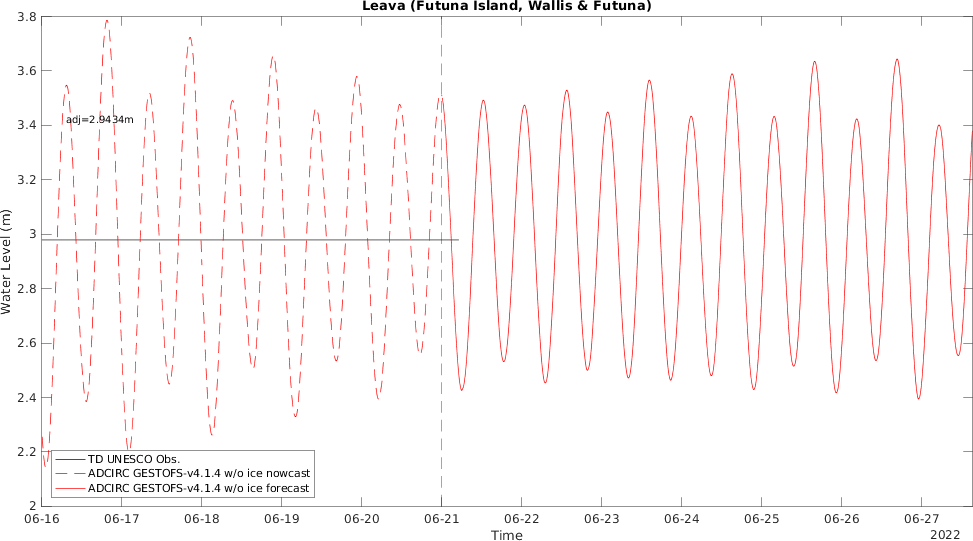 Leava (Futuna Island, Wallis & Futuna)
3.8
3.6
3.4
3.2
3
2.8
2.6
2.4
2.2
2
Water Level (m)
adj=2.9434m
TD UNESCO Obs.
ADCIRC GESTOFS-v4.1.4 w/o ice nowcast
ADCIRC GESTOFS-v4.1.4 w/o ice forecast
06-16 06-17 06-18 06-19 06-20 06-21 06-22 06-23 06-24 06-25 06-26 06-27
Time
2022